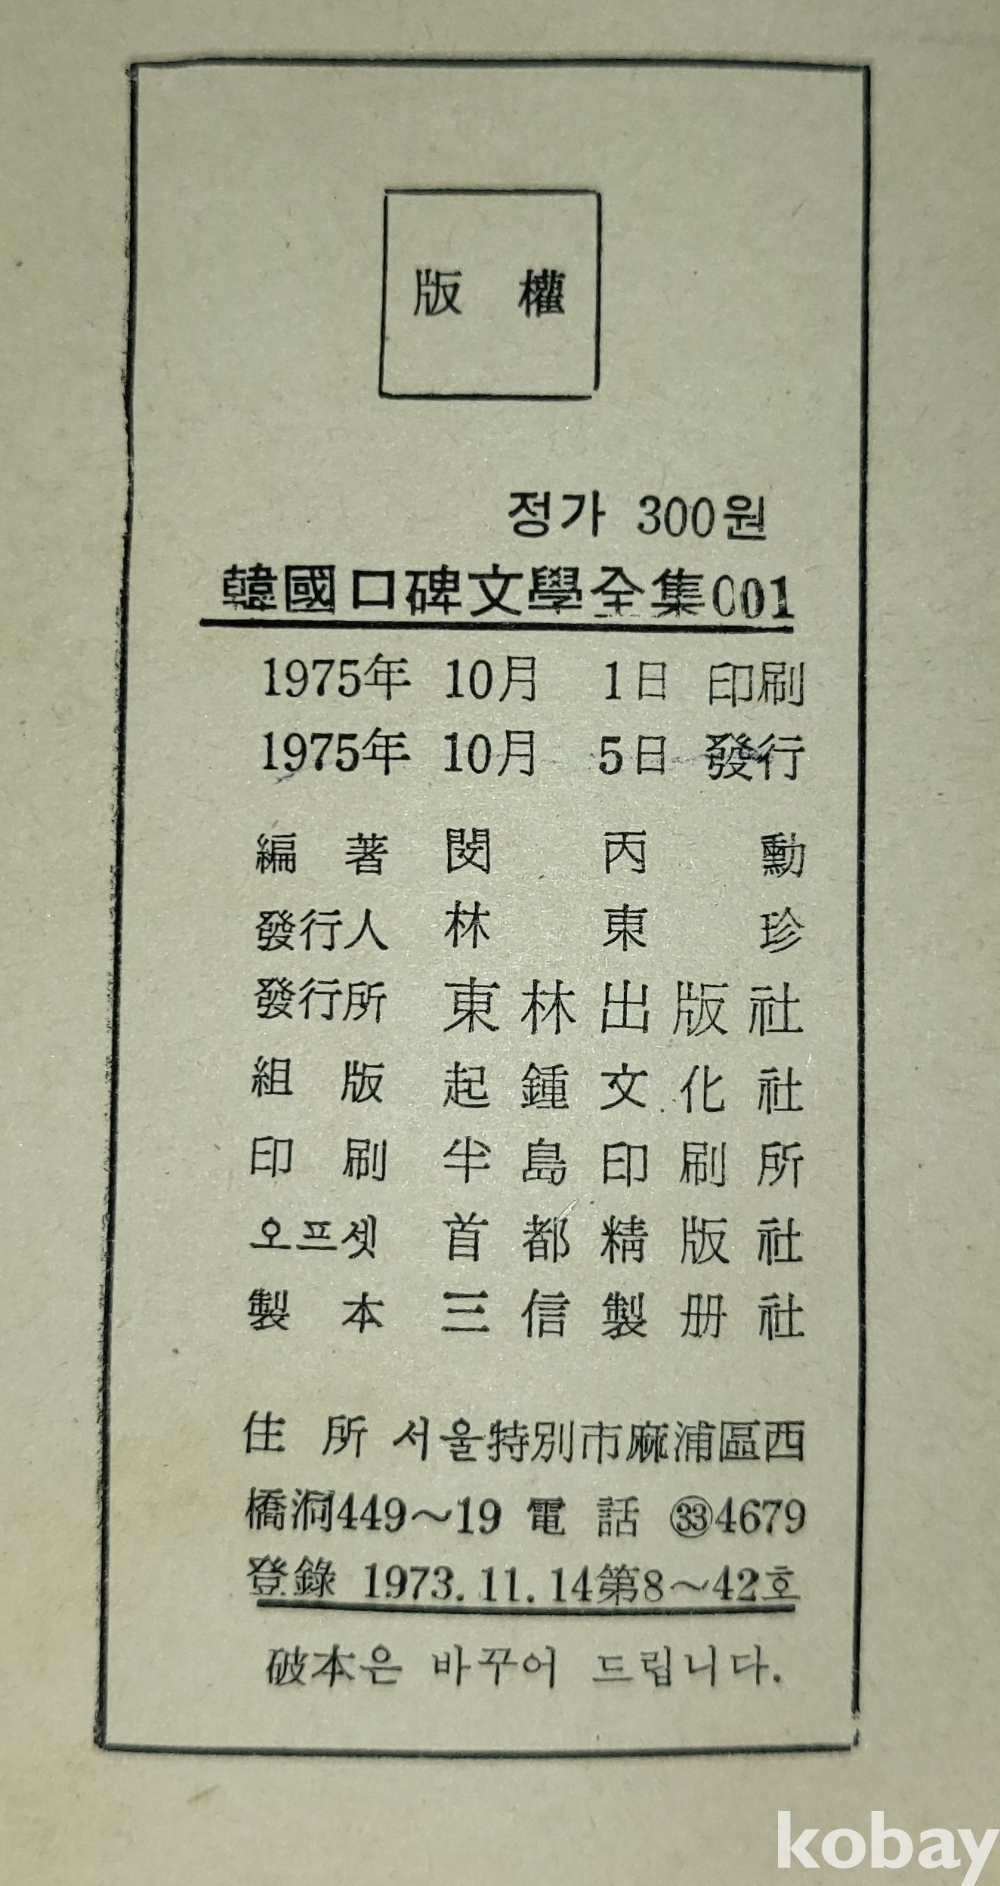 版 權
정가 300원
韓國口碑文學全集001
1975年 10月 1日 印刷
1975年 10月 5日 發行
編 著 閔 丙 勳
發行人 林 東 珍
發行所 東林出版社
組 版 起鍾文化社
印 刷 半島印刷所
오프셋 首都精版社
製 本 三信製册社
住 所 서울特別市麻浦區西
橋洞449～19 電 話 ㉝4679
登錄 1973.11.14第8～42호
破本은 바꾸어 드립니다.
kobay